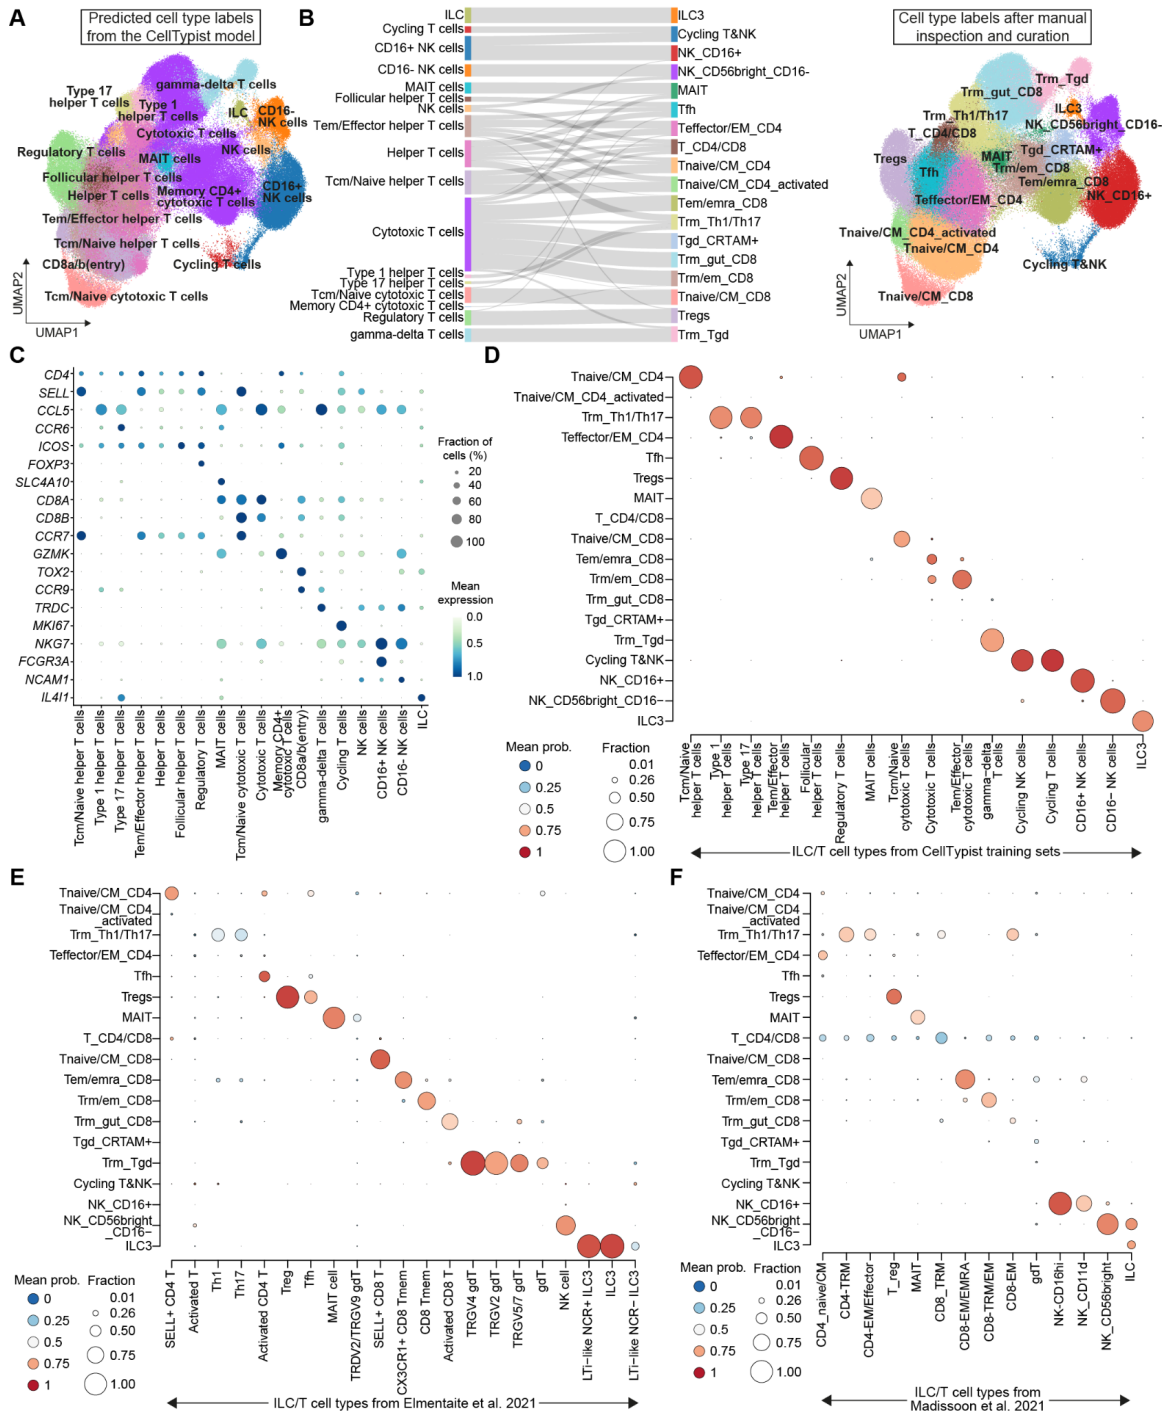 A
Predicted cell type labels
from the CellTypist model
gamma-delta T cells
Type 17
helper T cells
Type 1
helper T cells
ILC
CD16-
NK cells
Cytotoxic T cells
NK cells
Regulatory T cells
MAIT cells
Follicular helper T cells
Helper T cells
Memory CD4+
cytotoxic T cells
CD16+
NK cells
Tem/Effector helper T cells
Tcm/Naive helper T cells
CD8a/b(entry)
Cycling T cells
Tcm/Naive cytotoxic T cells
UMAP2
UMAP1
B
ILC
Cycling T cells
CD16+ NK cells
CD16- NK cells
MAIT cells
Follicular helper T cells
NK cells
Tem/Effector helper T cells
Helper T cells
Tcm/Naive helper T cells
Cytotoxic T cells
Type 1 helper T cells
Type 17 helper T cells
Tcm/Naive cytotoxic T cells
Memory CD4+ cytotoxic T cells
Regulatory T cells
gamma-delta T cells
ILC3
Cycling T&NK
NK_CD16+
NK_CD56bright_CD16-
MAIT
Tfh
Teffector/EM_CD4
T_CD4/CD8
Tnaive/CM_CD4
Tnaive/CM_CD4_activated
Tem/emra_CD8
Trm_Th1/Th17
Tgd_CRTAM+
Trm_gut_CD8
Trm/em_CD8
Tnaive/CM_CD8
Tregs
Trm_Tgd
Cell type labels after manual
inspection and curation
Trm_Tgd
Trm_gut_CD8
ILC3
Trm_Th1/Th17
NK_CD56bright_CD16-
T_CD4/CD8
Tgd_CRTAM+
Tregs
MAIT
Trm/em_CD8
Tfh
Tem/emra_CD8
Teffector/EM_CD4
NK_CD16+
Tnaive/CM_CD4_activated
Tnaive/CM_CD4
Cycling T&NK
Tnaive/CM_CD8
UMAP2
UMAP1
C
CD4
SELL
CCL5
CCR6
ICOS
FOXP3
SLC4A10
CD8A
CD8B
CCR7
GZMK
TOX2
CCR9
TRDC
MKI67
NKG7
FCGR3A
NCAM1
IL4I1
Tcm/Naive helper T cells
Type 1 helper T cells
Type 17 helper T cells
Tem/Effector helper T cells
Helper T cells
Follicular helper T cells
Regulatory T cells
MAIT cells
Tcm/Naive cytotoxic T cells
Cytotoxic T cells
Memory CD4+
cytotoxic T cells
CD8a/b(entry)
gamma-delta T cells
Cycling T cells
NK cells
CD16+ NK cells
CD16- NK cells
ILC
Fraction of
cells (%)
20
40
60
80
100
Mean
expression
0.0
0.5
1.0
D
Tnaive/CM_CD4
Tnaive/CM_CD4_activated
Trm_Th1/Th17
Teffector/EM_CD4
Tfh
Tregs
MAIT
T_CD4/CD8
Tnaive/CM_CD8
Tem/emra_CD8
Trm/em_CD8
Trm_gut_CD8
Tgd_CRTAM+
Trm_Tgd
Cycling T&NK
NK_CD16+
NK_CD56bright_CD16−
ILC3
Tcm/Naive
helper T cells
Type 1
helper T cells
Type 17
helper T cells
Tem/Effector
helper T cells
Follicular
helper T cells
Regulatory T cells
MAIT cells
Tcm/Naive
cytotoxic T cells
Cytotoxic T cells
Tem/Effector
cytotoxic T cells
gamma−delta
T cells
Cycling NK cells
Cycling T cells
CD16+ NK cells
CD16− NK cells
ILC3
Mean prob.
0
0.25
0.5
0.75
1
Fraction
0.01
0.26
0.50
0.75
1.00
ILC/T cell types from CellTypist training sets
E
Tnaive/CM_CD4
Tnaive/CM_CD4
_activated
Trm_Th1/Th17
Teffector/EM_CD4
Tfh
Tregs
MAIT
T_CD4/CD8
Tnaive/CM_CD8
Tem/emra_CD8
Trm/em_CD8
Trm_gut_CD8
Tgd_CRTAM+
Trm_Tgd
Cycling T&NK
NK_CD16+
NK_CD56bright
_CD16−
ILC3
SELL+ CD4 T
Activated T
Th1
Th17
Activated CD4 T
Treg
Tfh
MAIT cell
TRDV2/TRGV9 gdT
SELL+ CD8 T
CX3CR1+ CD8 Tmem
CD8 Tmem
Activated CD8 T
TRGV4 gdT
TRGV2 gdT
TRGV5/7 gdT
gdT
NK cell
LTi−like NCR+ ILC3
ILC3
LTi−like NCR− ILC3
Mean prob.
0
0.25
0.5
0.75
1
Fraction
0.01
0.26
0.50
0.75
1.00
ILC/T cell types from Elmentaite et al. 2021
F
Tnaive/CM_CD4
Tnaive/CM_CD4
_activated
Trm_Th1/Th17
Teffector/EM_CD4
Tfh
Tregs
MAIT
T_CD4/CD8
Tnaive/CM_CD8
Tem/emra_CD8
Trm/em_CD8
Trm_gut_CD8
Tgd_CRTAM+
Trm_Tgd
Cycling T&NK
NK_CD16+
NK_CD56bright
_CD16−
ILC3
CD4_naive/CM
CD4-TRM
CD4-EM/Effector
T_reg
MAIT
CD8_TRM
CD8-EM/EMRA
CD8-TRM/EM
CD8-EM
gdT
NK-CD16hi
NK_CD11d
NK_CD56bright
ILC
Mean prob.
0
0.25
0.5
0.75
1
Fraction
0.01
0.26
0.50
0.75
1.00
ILC/T cell types from
Madissoon et al. 2021